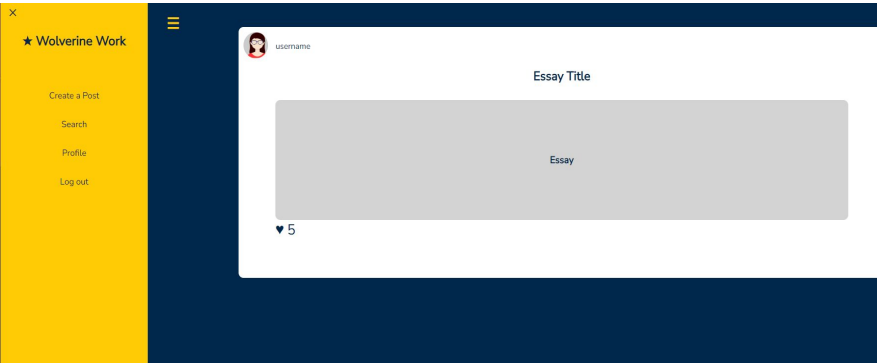 ×
★ Wolverine Work
Create a Post
Search
Profile
Log out
☰
username
Essay Title
Essay
♥ 5